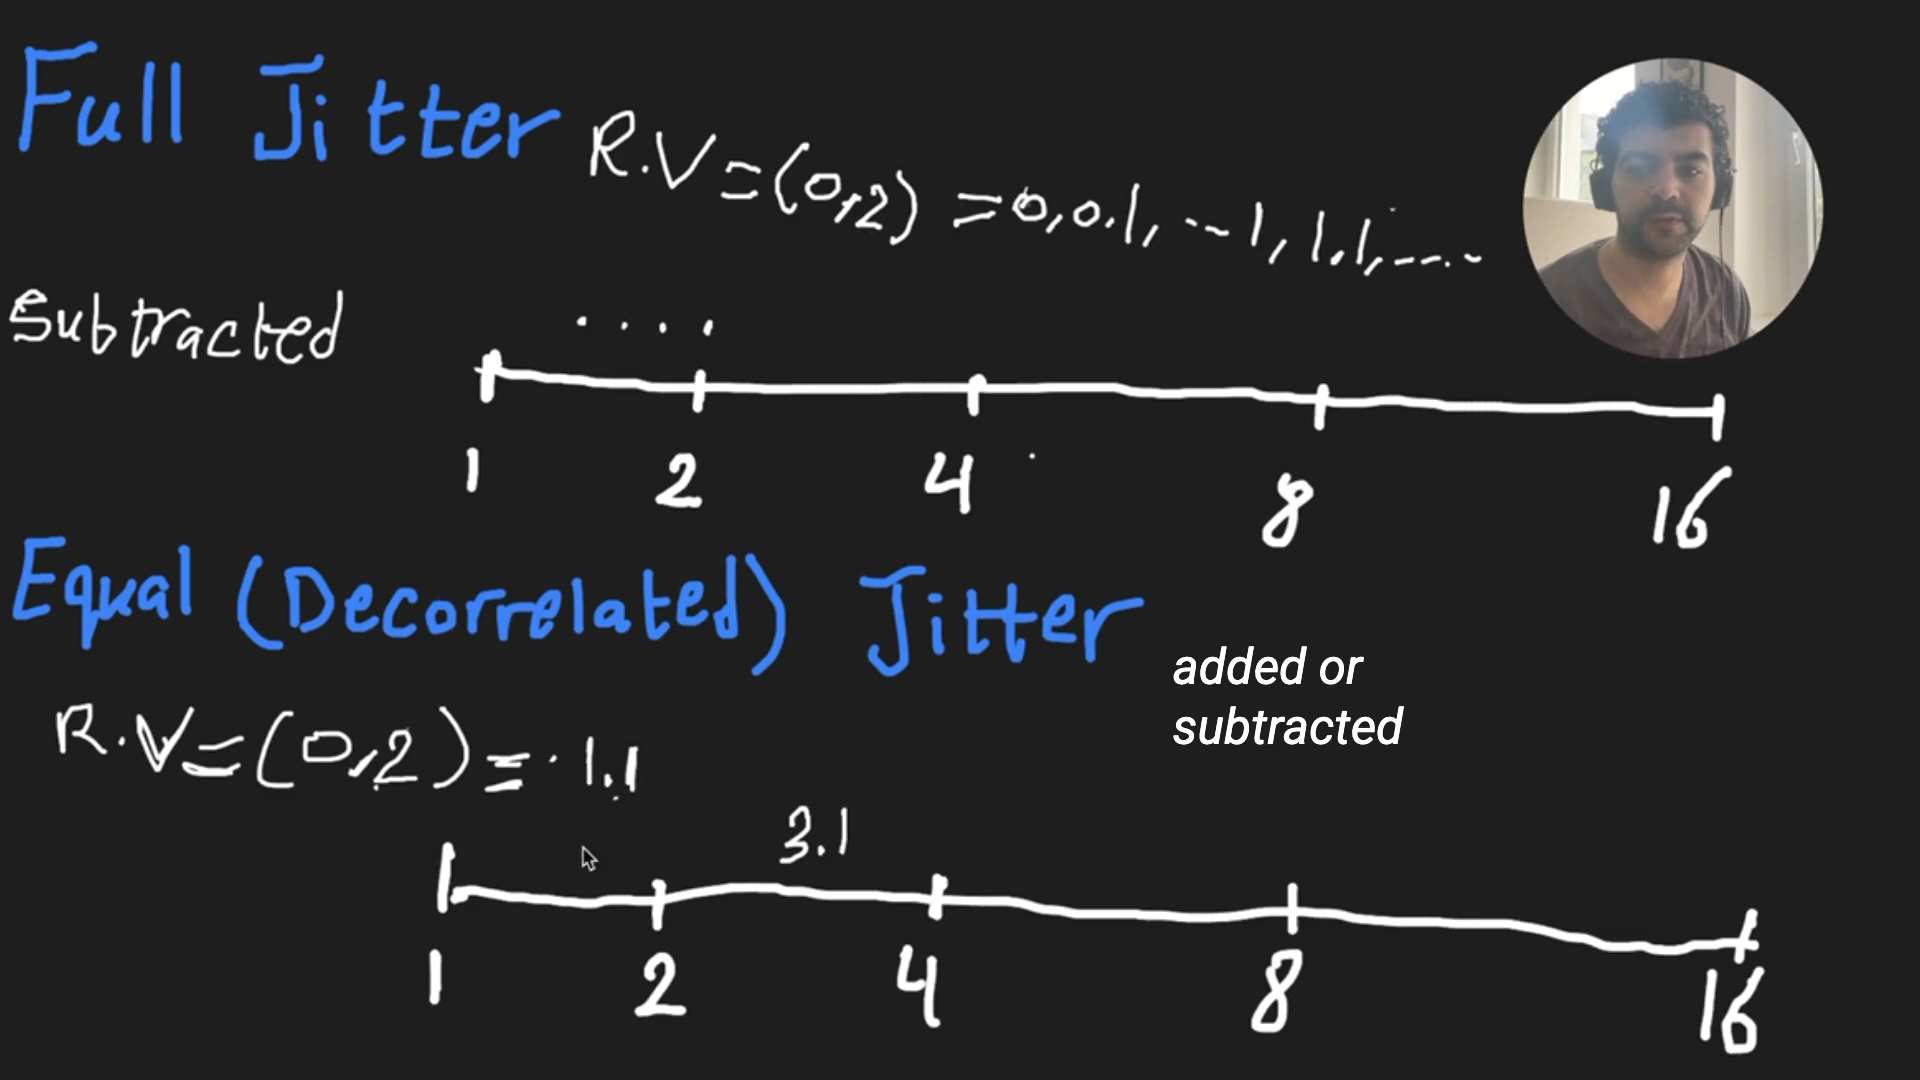 Full Jitter
R.V=(0,2) =0,0.1, ...1, 1.1,....
Subtracted
1 2 4 8 16
Equal (Decorrelated) Jitter
added or
subtracted
R.V=(0,2)= 1.1
3.1
1 2 4 8 16